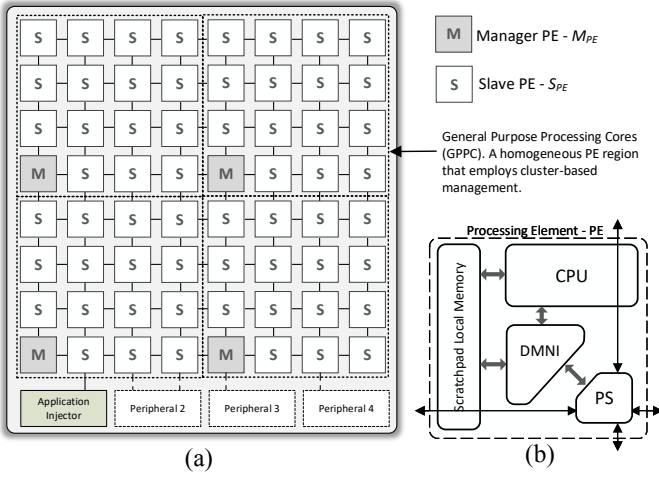 S S S S S S S S
S S S S S S S S
S S S S S S S S
M S S S M S S S
S S S S S S S S
S S S S S S S S
S S S S S S S S
M S S S M S S S
Application
Injector
Peripheral 2
Peripheral 3
Peripheral 4
(a)
M
Manager PE - MPE
S
Slave PE - SPE
General Purpose Processing Cores
(GPPC). A homogeneous PE region
that employs cluster-based
management.
Processing Element - PE
Scratchpad Local Memory
CPU
DMNI
PS
(b)